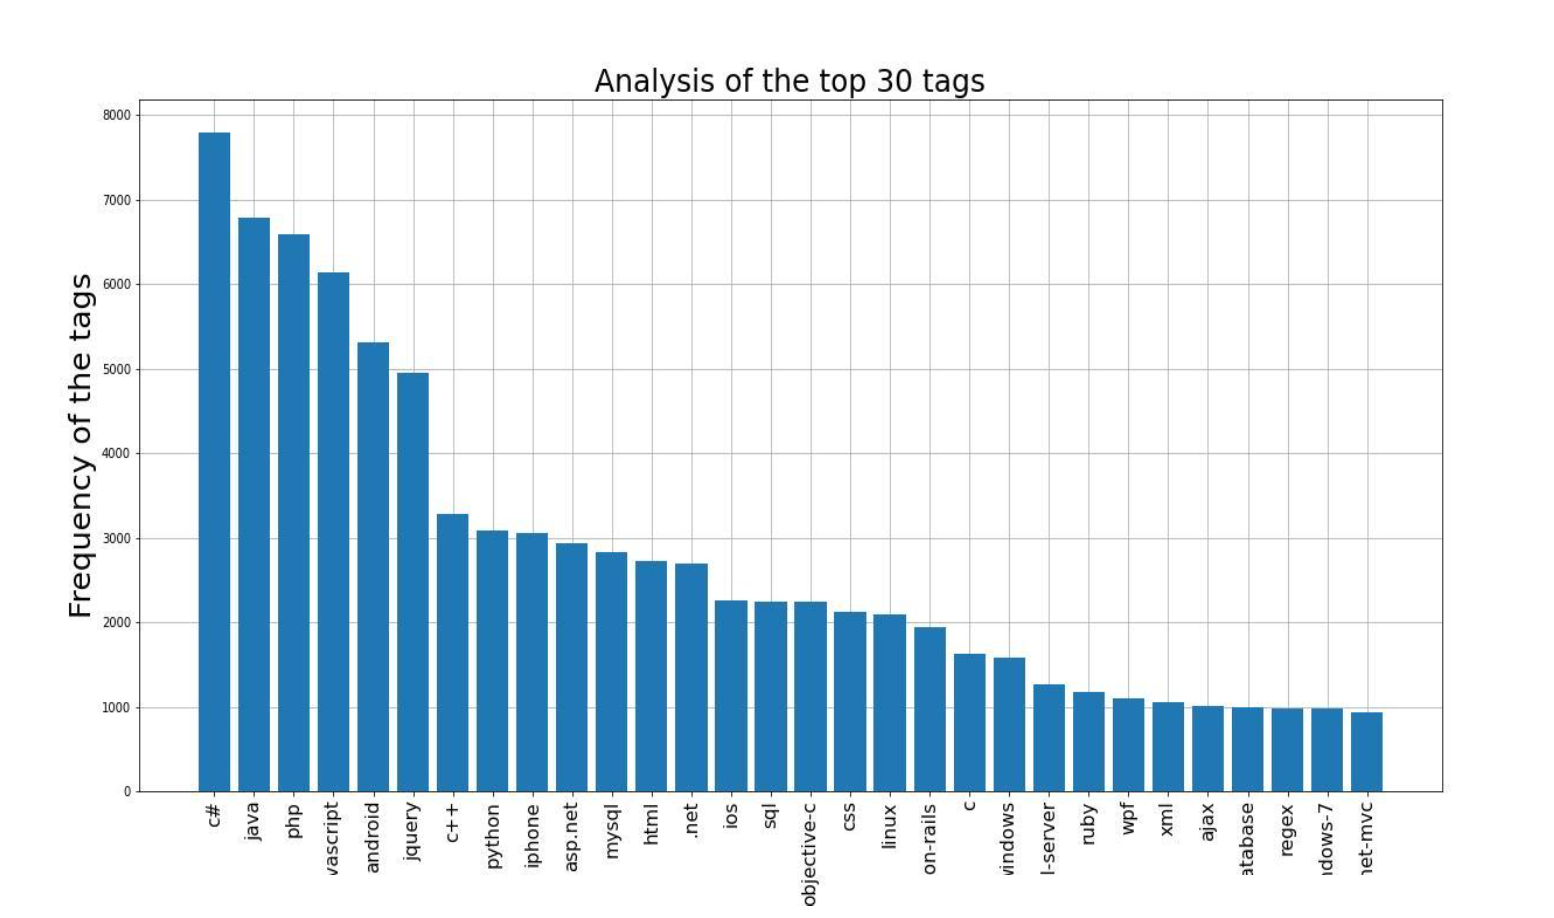 Analysis of the top 30 tags
Frequency of the tags
8000
7000
6000
5000
4000
3000
2000
1000
0
c#
java
php
vascript
android
jquery
c++
python
iphone
asp.net
mysql
html
.net
ios
sql
objective-c
css
linux
on-rails
c
windows
l-server
ruby
wpf
xml
ajax
atabase
regex
ndows-7
net-mvc